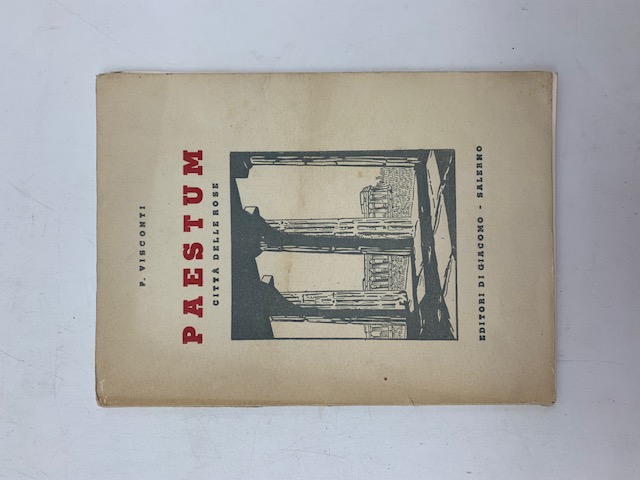 F. VISCONTI
PAESTUM
CITTÀ DELLE ROSE
EDITORI DI GIACOMO - SALERNO